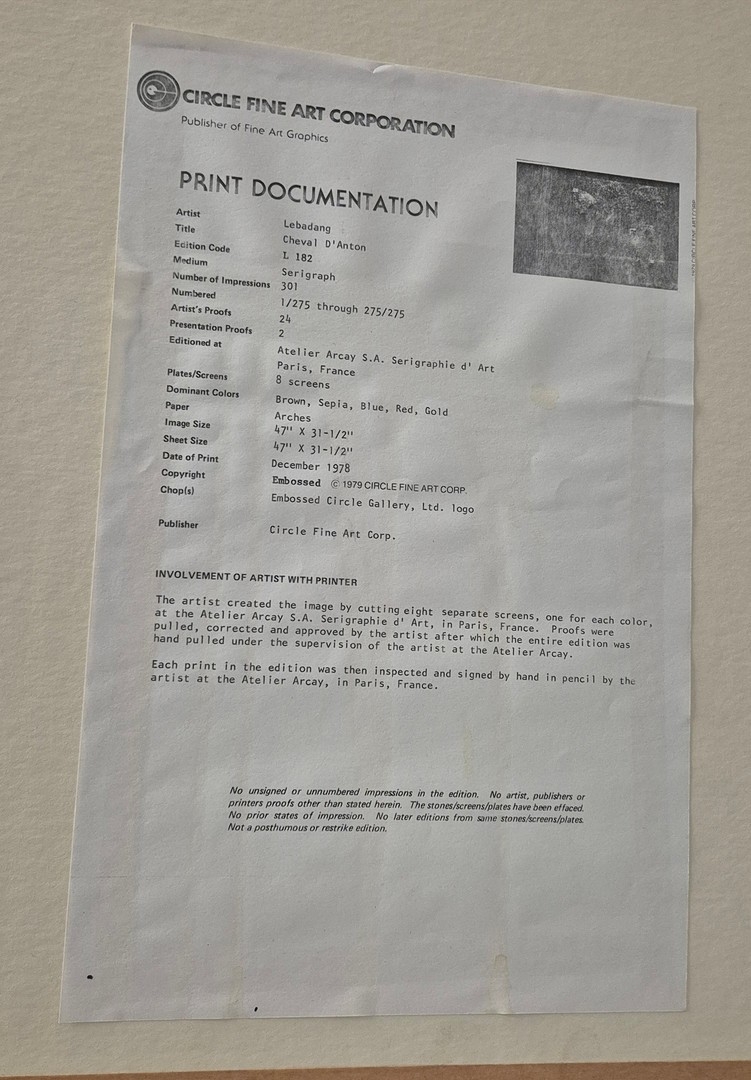 CIRCLE FINE ART CORPORATION
Publisher of Fine Art Graphics
PRINT DOCUMENTATION
Artist Lebadang
Title Cheval D'Anton
Edition Code L 182
Medium Serigraph
Number of Impressions 301
Numbered 1/275 through 275/275
Artist's Proofs 24
Presentation Proofs 2
Editioned at Atelier Arcay S.A. Serigraphie d' Art
Paris, France
Plates/Screens 8 screens
Dominant Colors Brown, Sepia, Blue, Red, Gold
Paper Arches
Image Size 47" X 31-1/2"
Sheet Size 47" X 31-1/2"
Date of Print December 1978
Copyright Embossed © 1979 CIRCLE FINE ART CORP.
Chop(s) Embossed Circle Gallery, Ltd. logo
Publisher Circle Fine Art Corp.
INVOLVEMENT OF ARTIST WITH PRINTER
The artist created the image by cutting eight separate screens, one for each color,
at the Atelier Arcay S.A. Serigraphie d' Art, in Paris, France. Proofs were
pulled, corrected and approved by the artist after which the entire edition was
hand pulled under the supervision of the artist at the Atelier Arcay.
Each print in the edition was then inspected and signed by hand in pencil by the
artist at the Atelier Arcay, in Paris, France.
No unsigned or unnumbered impressions in the edition. No artist, publishers or
printers proofs other than stated herein. The stones/screens/plates have been effaced.
No prior states of impression. No later editions from same stones/screens/plates.
Not a posthumous or restrike edition.